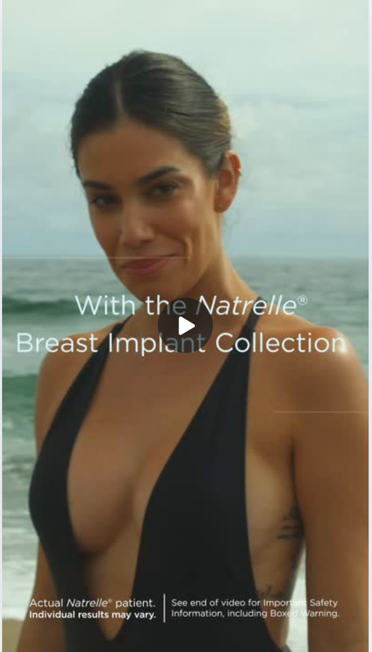 With the Natrelle®
Breast Implant Collection
Actual Natrelle® patient.
Individual results may vary.
See end of video for Important Safety
Information, including Boxed Warning.